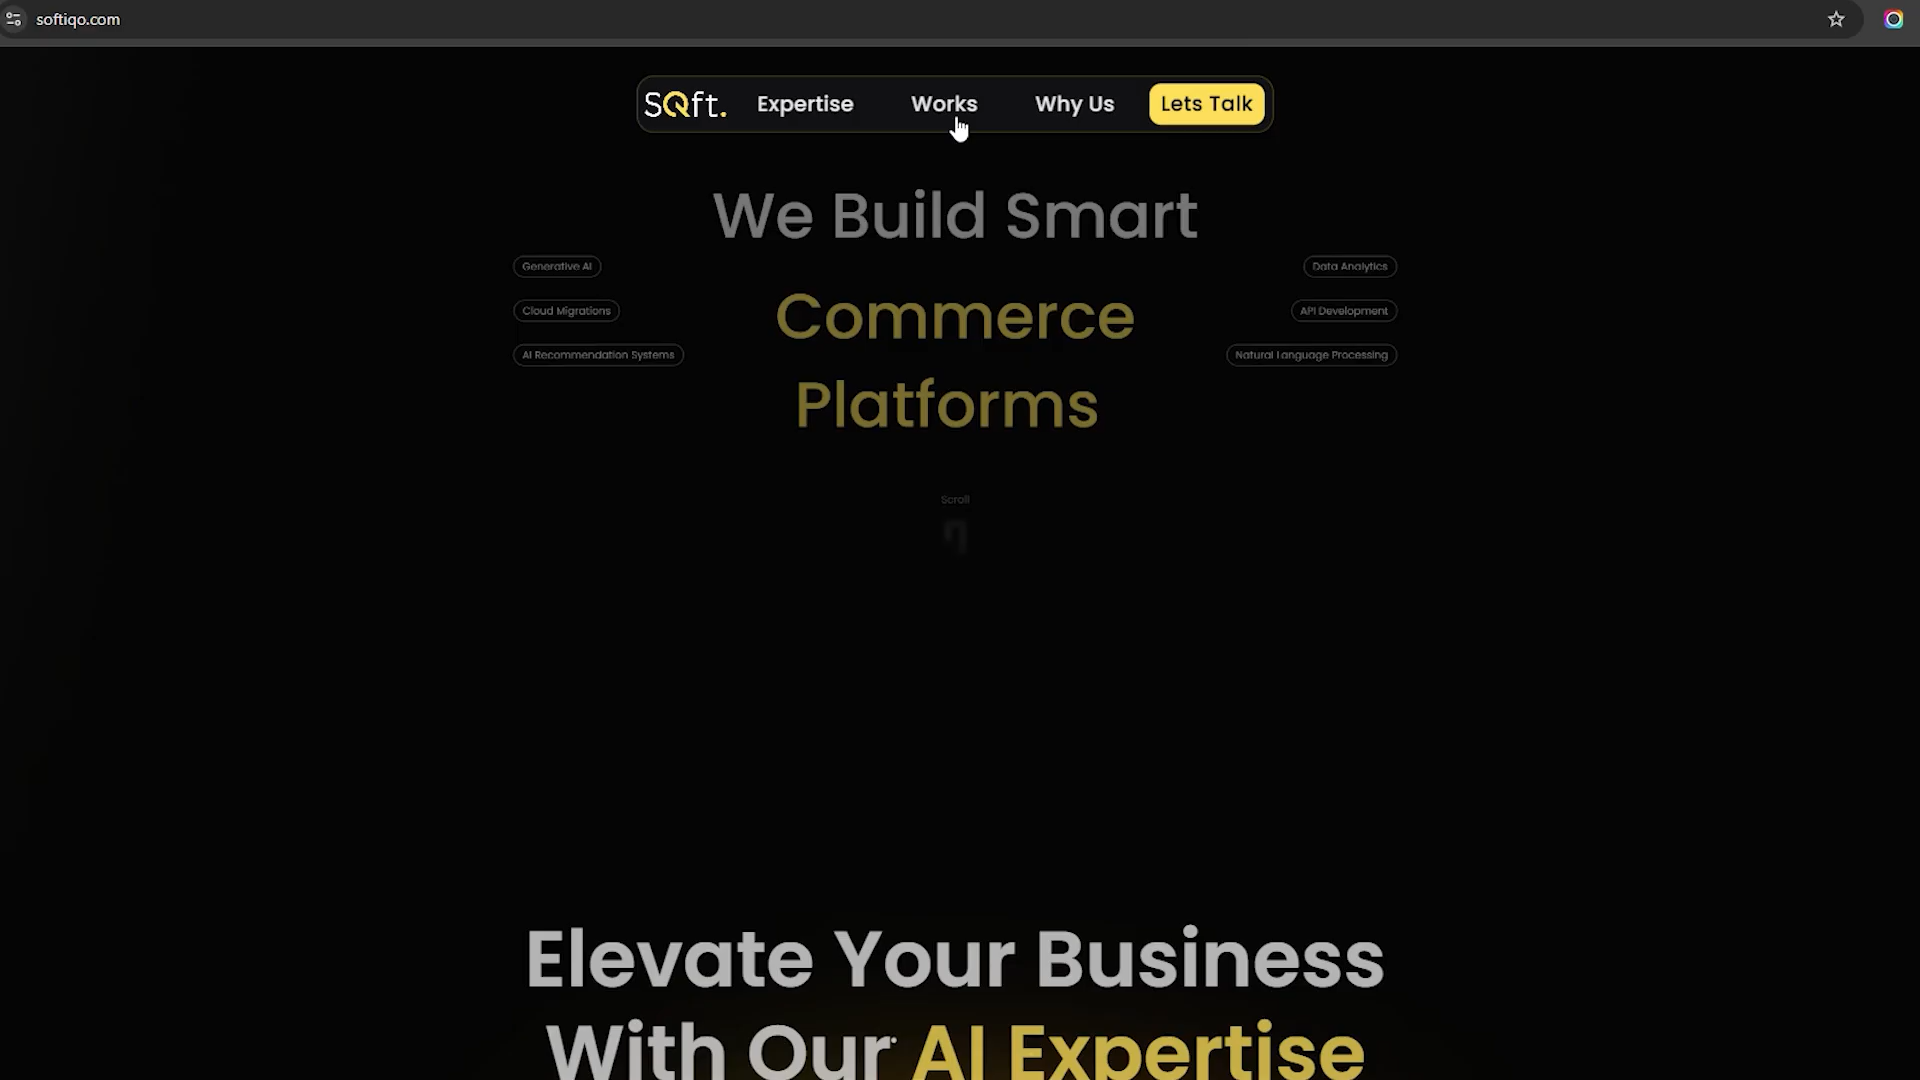 softiqo.com
SQft. Expertise Works Why Us Lets Talk
We Build Smart
Generative AI
Data Analytics
Cloud Migrations
Commerce
API Development
AI Recommendation Systems
Natural Language Processing
Platforms
Scroll
Elevate Your Business
With Our AI Expertise